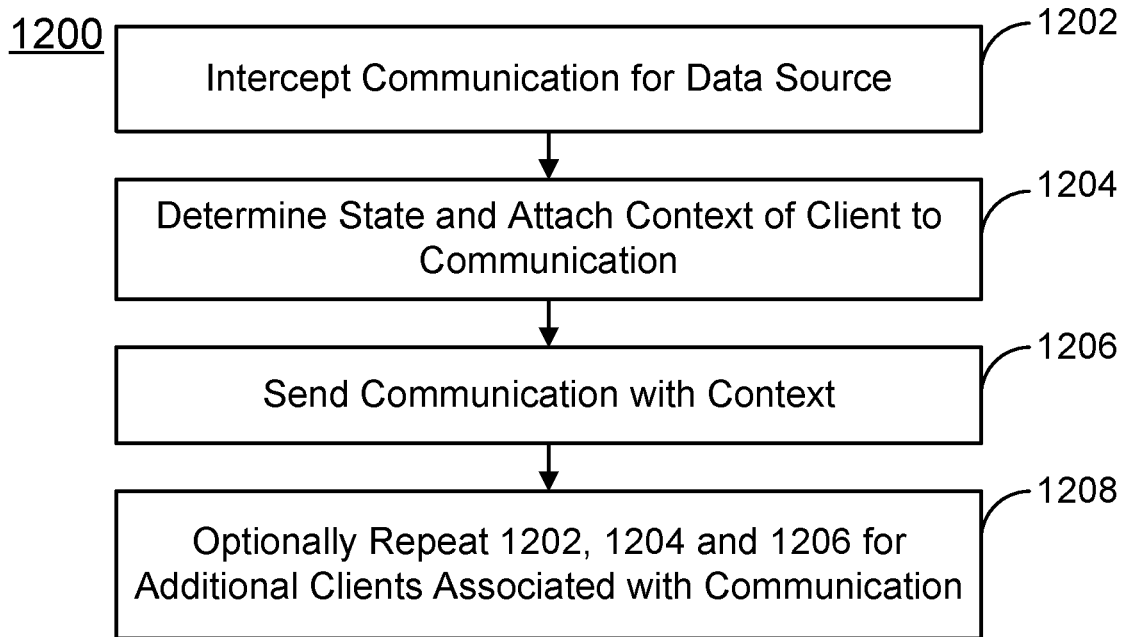 1200
1202
Intercept Communication for Data Source
1204
Determine State and Attach Context of Client to
Communication
1206
Send Communication with Context
1208
Optionally Repeat 1202, 1204 and 1206 for
Additional Clients Associated with Communication